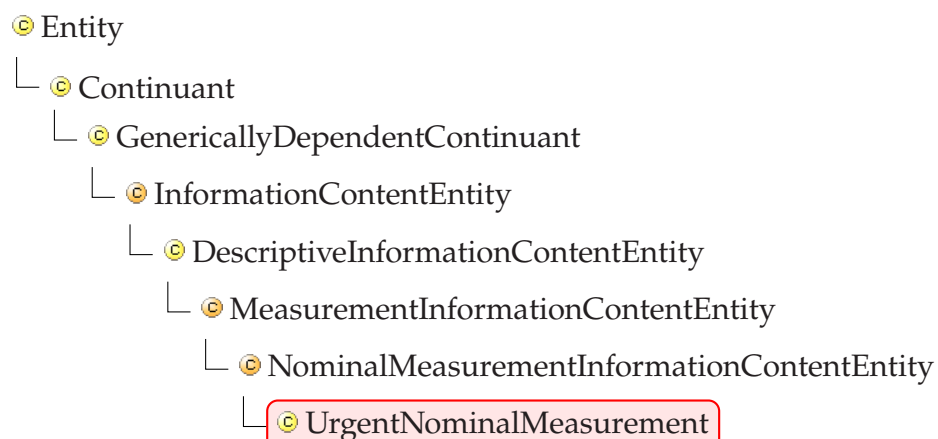 Entity
Continuant
GenericallyDependentContinuant
InformationContentEntity
DescriptiveInformationContentEntity
MeasurementInformationContentEntity
NominalMeasurementInformationContentEntity
UrgentNominalMeasurement